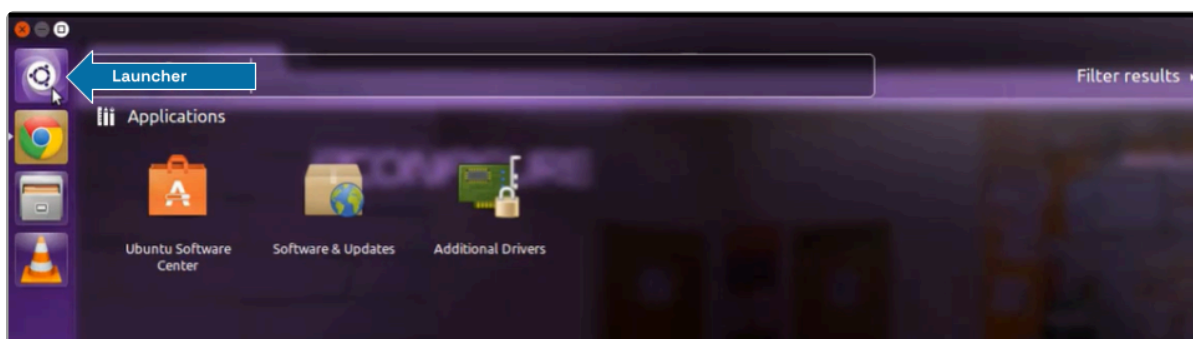 Launcher
Filter results
Applications
Ubuntu Software
Center
Software & Updates
Additional Drivers